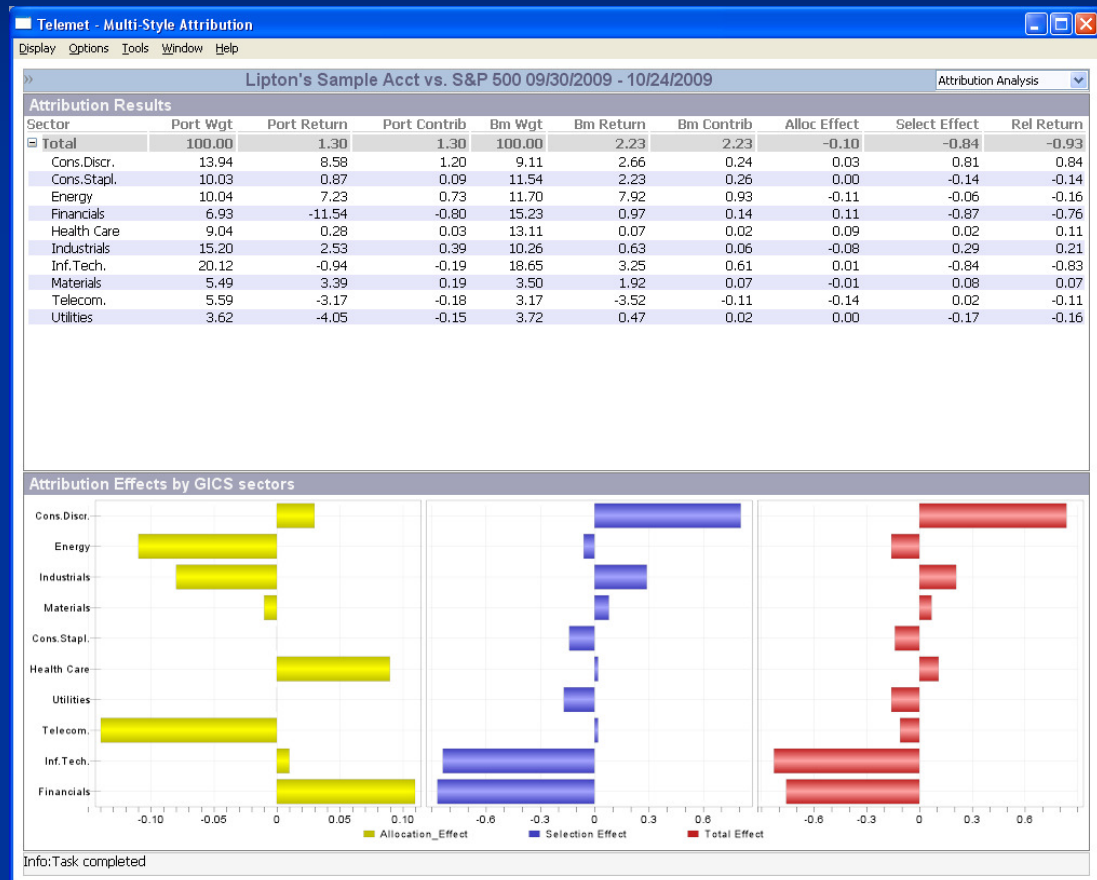 Telemet - Multi-Style Attribution
Display Options Tools Window Help
» Lipton's Sample Acct vs. S&P 500 09/30/2009 - 10/24/2009 Attribution Analysis
Attribution Results
Sector Port Wgt Port Return Port Contrib Bm Wgt Bm Return Bm Contrib Alloc Effect Select Effect Rel Return
Total 100.00 1.30 1.30 100.00 2.23 2.23 -0.10 -0.84 -0.93
Cons.Discr. 13.94 8.58 1.20 9.11 2.66 0.24 0.03 0.81 0.84
Cons.Stapl. 10.03 0.87 0.09 11.54 2.23 0.26 0.00 -0.14 -0.14
Energy 10.04 7.23 0.73 11.70 7.92 0.93 -0.11 -0.06 -0.16
Financials 6.93 -11.54 -0.80 15.23 0.97 0.14 0.11 -0.87 -0.76
Health Care 9.04 0.28 0.03 13.11 0.07 0.02 0.09 0.02 0.11
Industrials 15.20 2.53 0.39 10.26 0.63 0.06 -0.08 0.29 0.21
Inf.Tech. 20.12 -0.94 -0.19 18.65 3.25 0.61 0.01 -0.84 -0.83
Materials 5.49 3.39 0.19 3.50 1.92 0.07 -0.01 0.08 0.07
Telecom. 5.59 -3.17 -0.18 3.17 -3.52 -0.11 -0.14 0.02 -0.11
Utilities 3.62 -4.05 -0.15 3.72 0.47 0.02 0.00 -0.17 -0.16
Attribution Effects by GICS sectors
Cons.Discr.
Energy
Industrials
Materials
Cons.Stapl.
Health Care
Utilities
Telecom.
Inf.Tech.
Financials
-0.10 -0.05 0 0.05 0.10 -0.6 -0.3 0 0.3 0.6 -0.6 -0.3 0 0.3 0.6
Allocation_Effect Selection Effect Total Effect
Info:Task completed